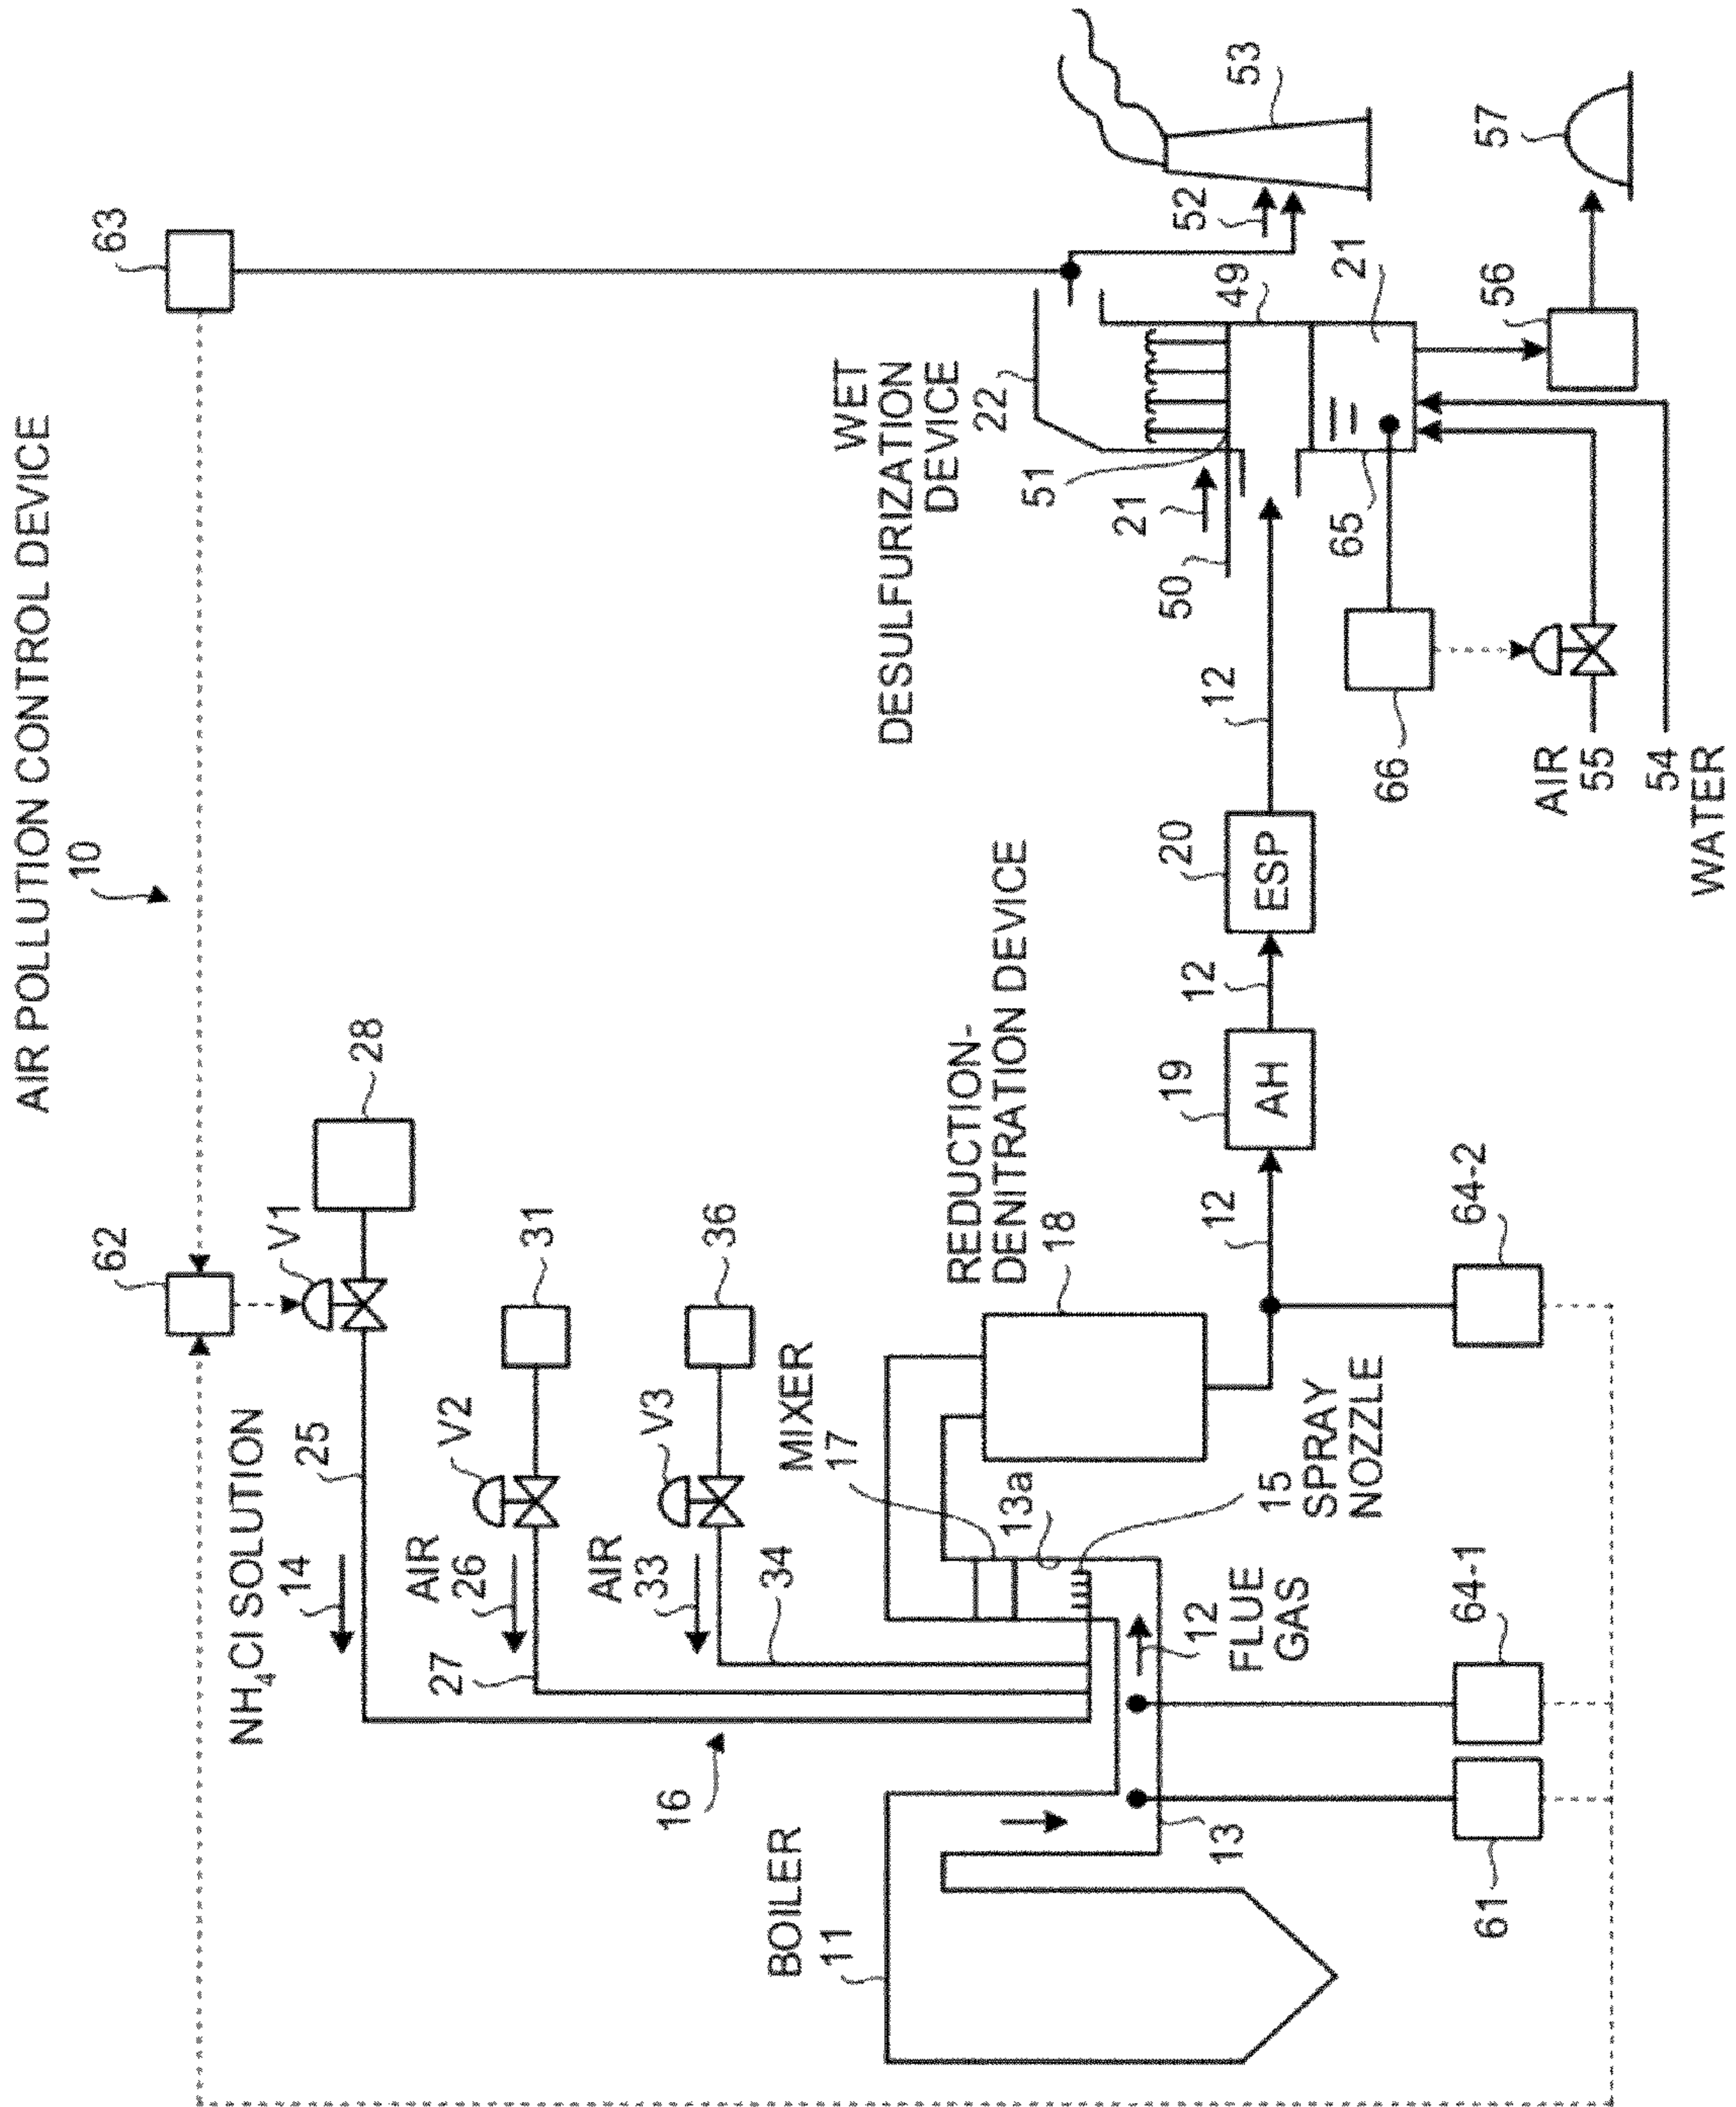 AIR POLLUTION CONTROL DEVICE
10
62
63
NH4Cl SOLUTION
14
25
V1
28
AIR
26
27
V2
31
AIR
33
34
V3
36
16
BOILER
11
MIXER
17
13a
REDUCTION-
DENITRATION DEVICE
18
WET
DESULFURIZATION
DEVICE
22
51
21
50
49
21
65
52
53
13
12
FLUE
GAS
15
SPRAY
NOZZLE
12
19
AH
12
20
ESP
12
66
56
57
61
64-1
64-2
AIR
55
54
WATER